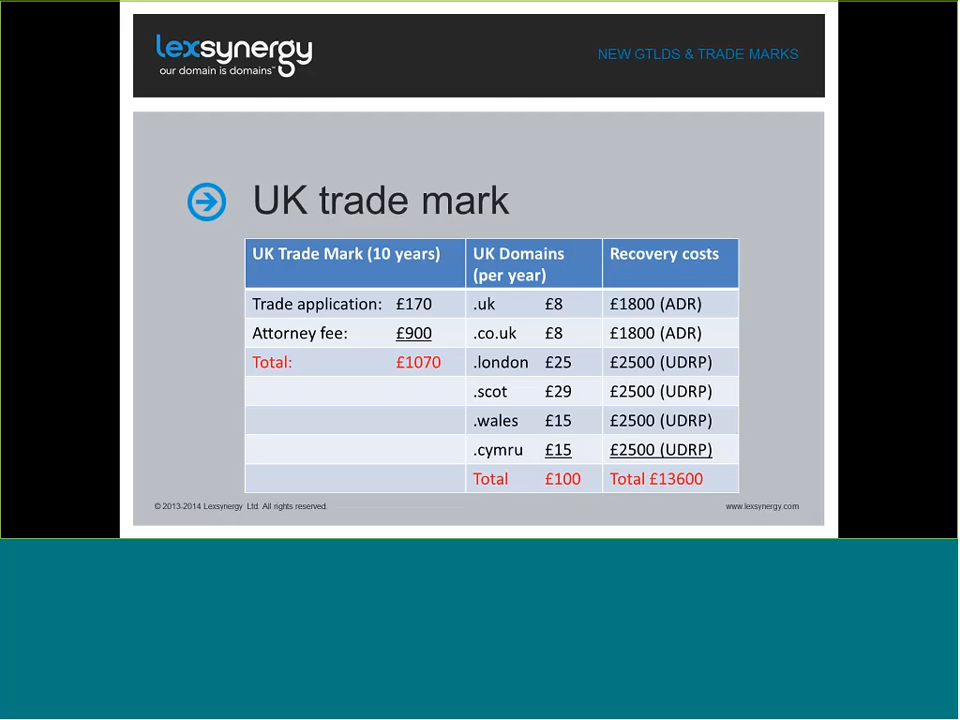 lexsynergy
our domain is domains™
NEW GTLDS & TRADE MARKS
UK trade mark
UK Trade Mark (10 years) UK Domains (per year) Recovery costs
Trade application: £170 .uk £8 £1800 (ADR)
Attorney fee: £900 .co.uk £8 £1800 (ADR)
Total: £1070 .london £25 £2500 (UDRP)
.scot £29 £2500 (UDRP)
.wales £15 £2500 (UDRP)
.cymru £15 £2500 (UDRP)
Total £100 Total £13600
© 2013-2014 Lexsynergy Ltd. All rights reserved. www.lexsynergy.com